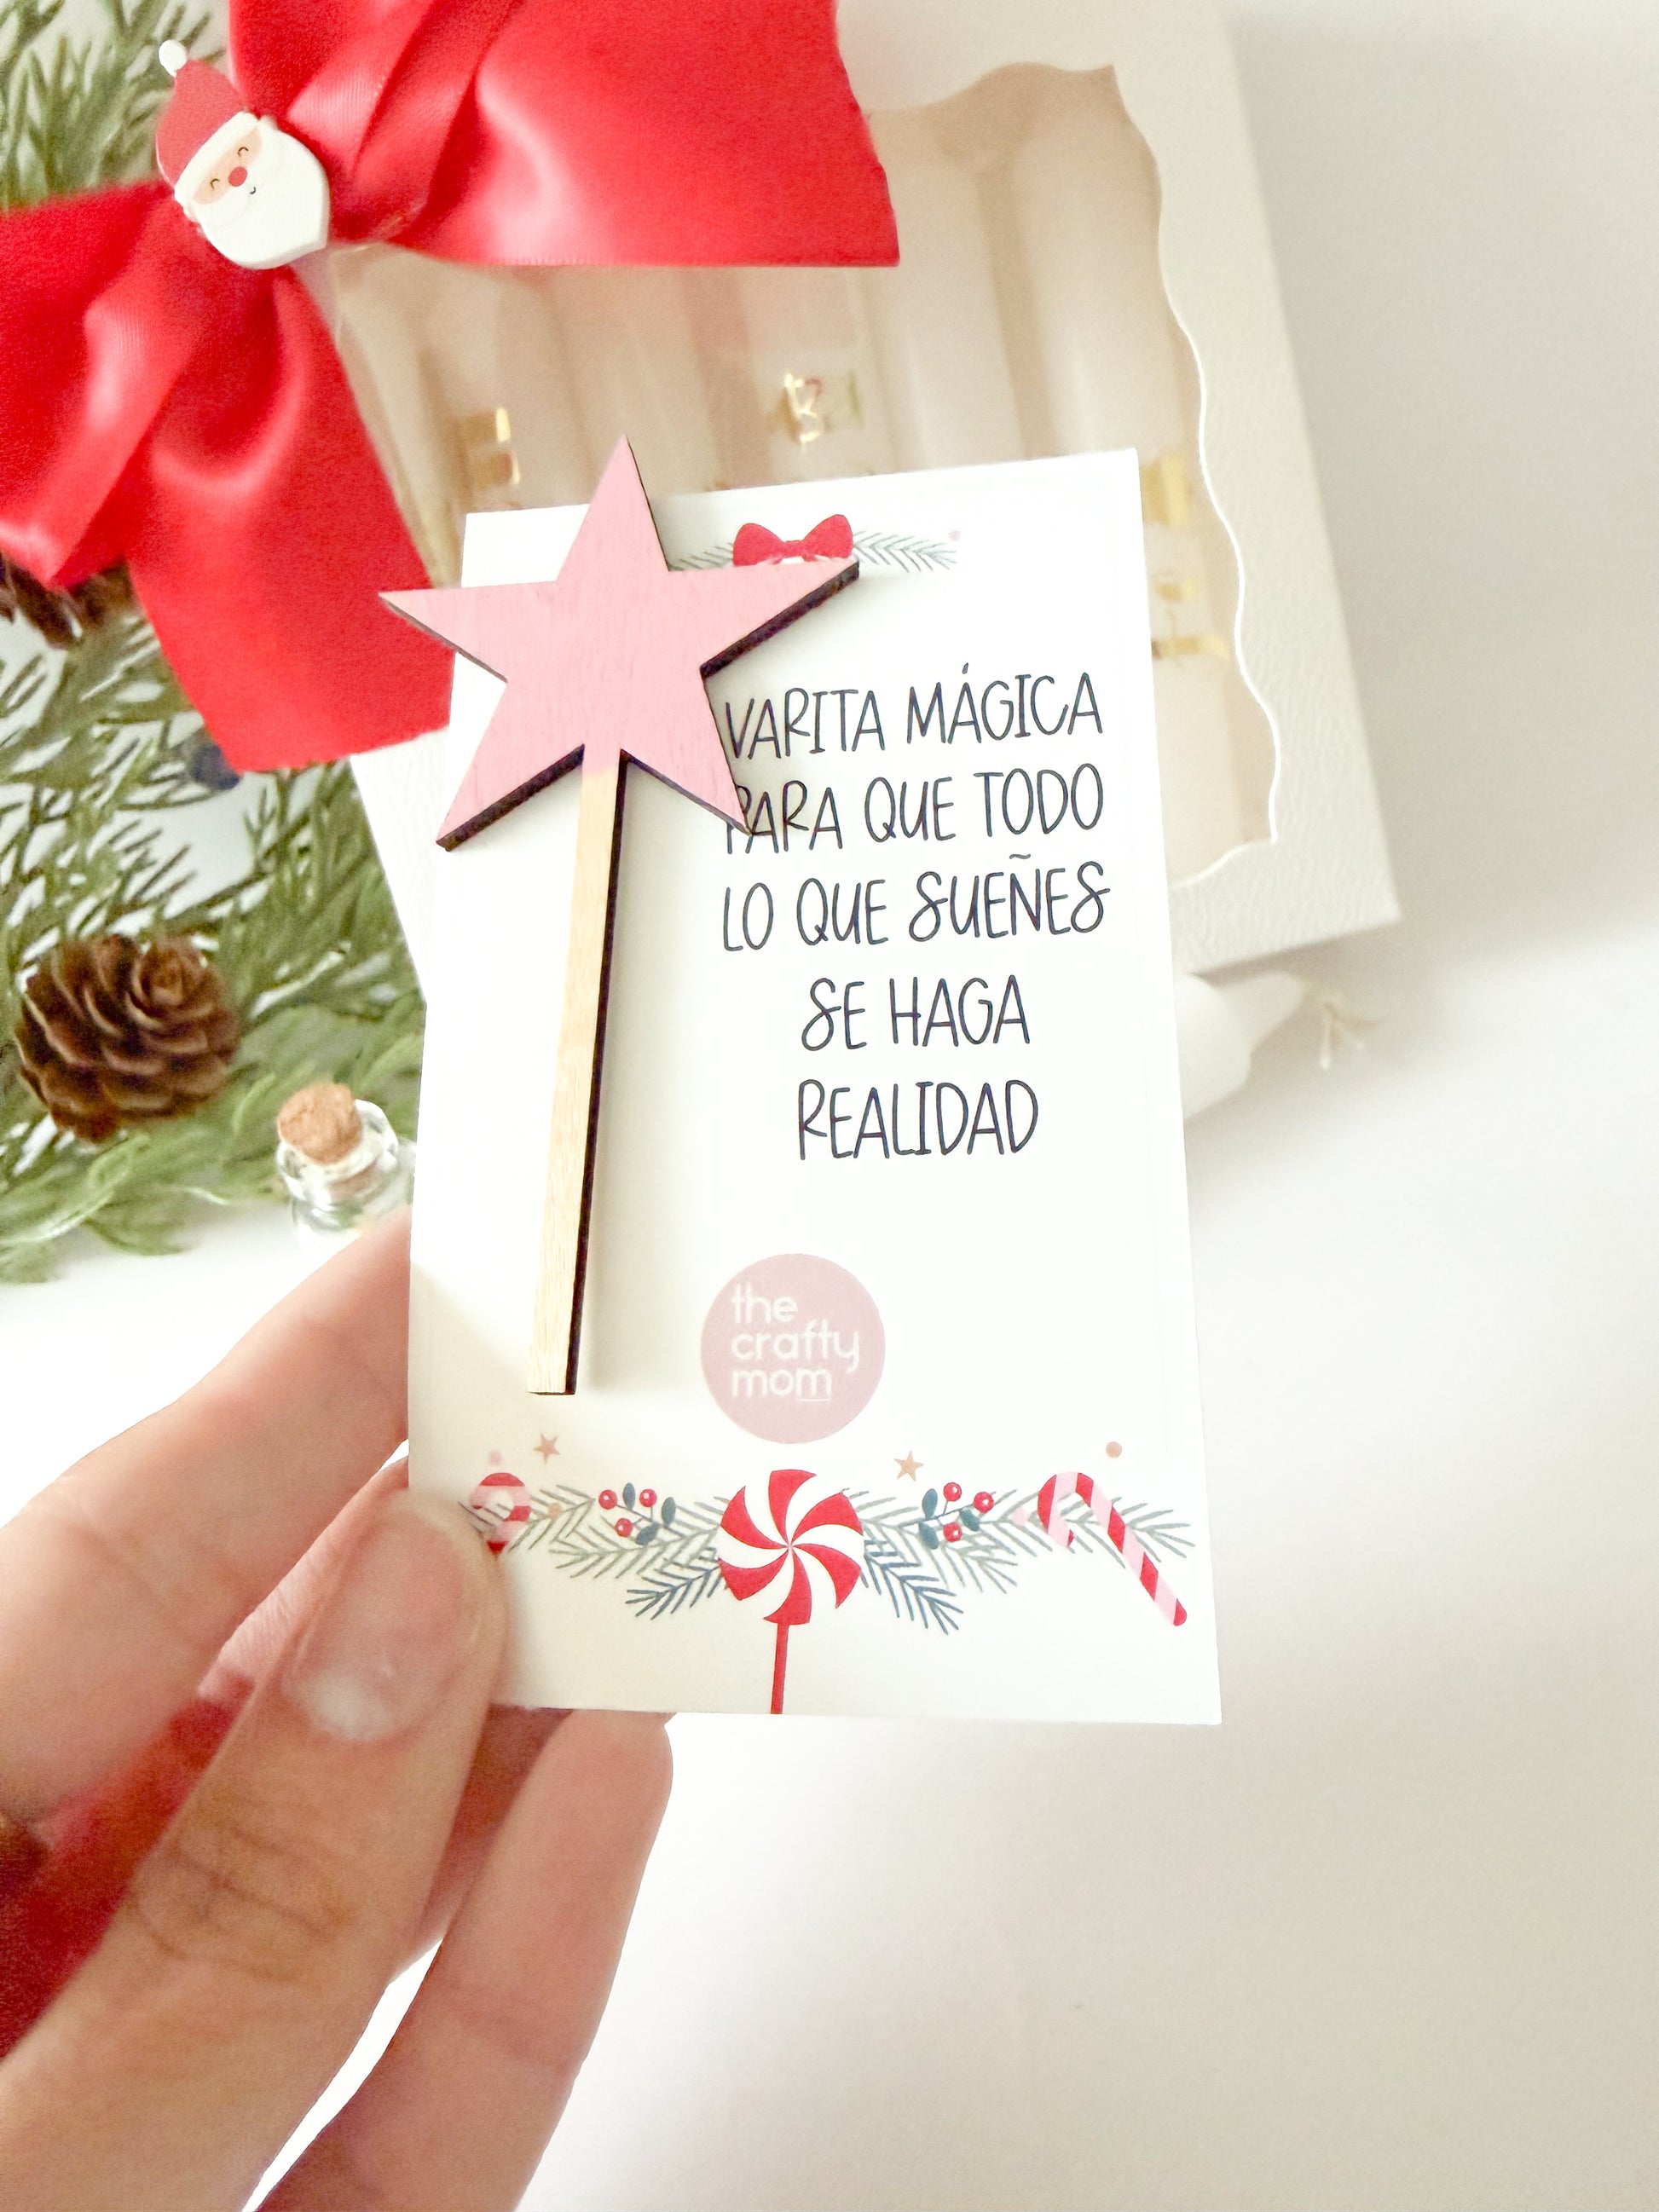 VARITA MÁGICA
PARA QUE TODO
LO QUE SUEÑES
SE HAGA
REALIDAD
the
crafty
mom